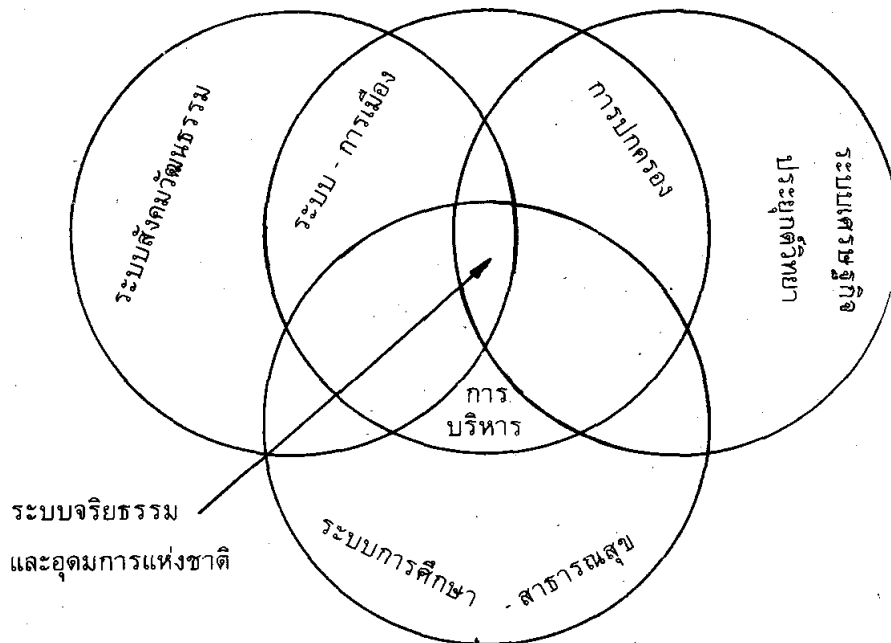 ระบบสังคมวัฒนธรรม
ระบบ - การเมือง
การปกครอง
ระบบเศรษฐกิจ
ประยุกต์วิทยา
การ
บริหาร
ระบบจริยธรรม
และอุดมการแห่งชาติ
ระบบการศึกษา - สาธารณสุข